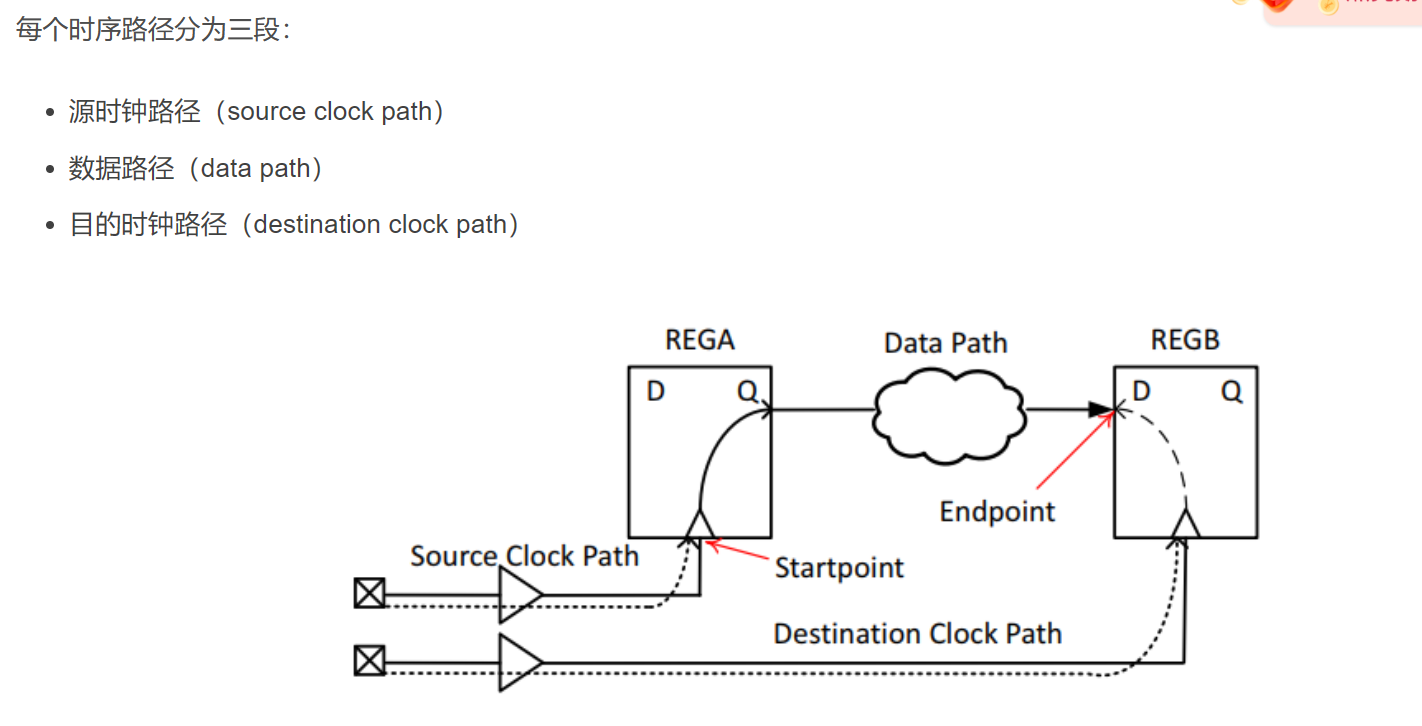 每个时序路径分为三段：
源时钟路径（source clock path）
数据路径（data path）
目的时钟路径（destination clock path）
REGA
Data Path
REGB
D
Q
D
Q
Endpoint
Source Clock Path
Startpoint
Destination Clock Path